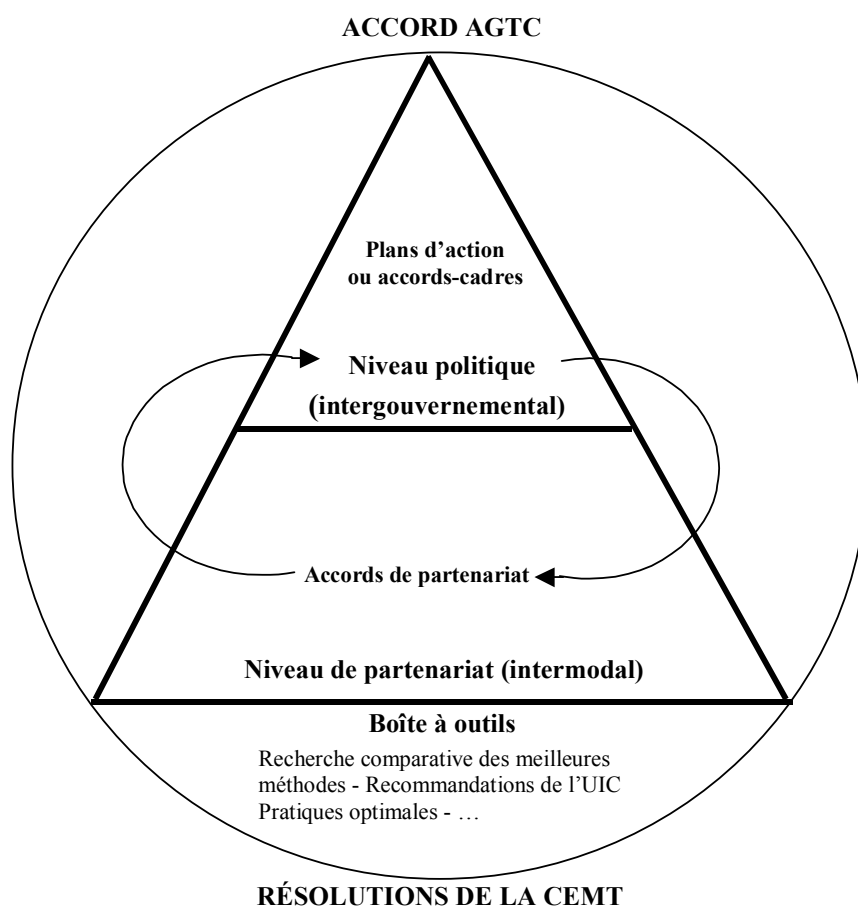 ACCORD AGTC
Plans d’action
ou accords-cadres
Niveau politique
(intergouvernemental)
Accords de partenariat
Niveau de partenariat (intermodal)
Boîte à outils
Recherche comparative des meilleures
méthodes - Recommandations de l’UIC
Pratiques optimales - …
RÉSOLUTIONS DE LA CEMT